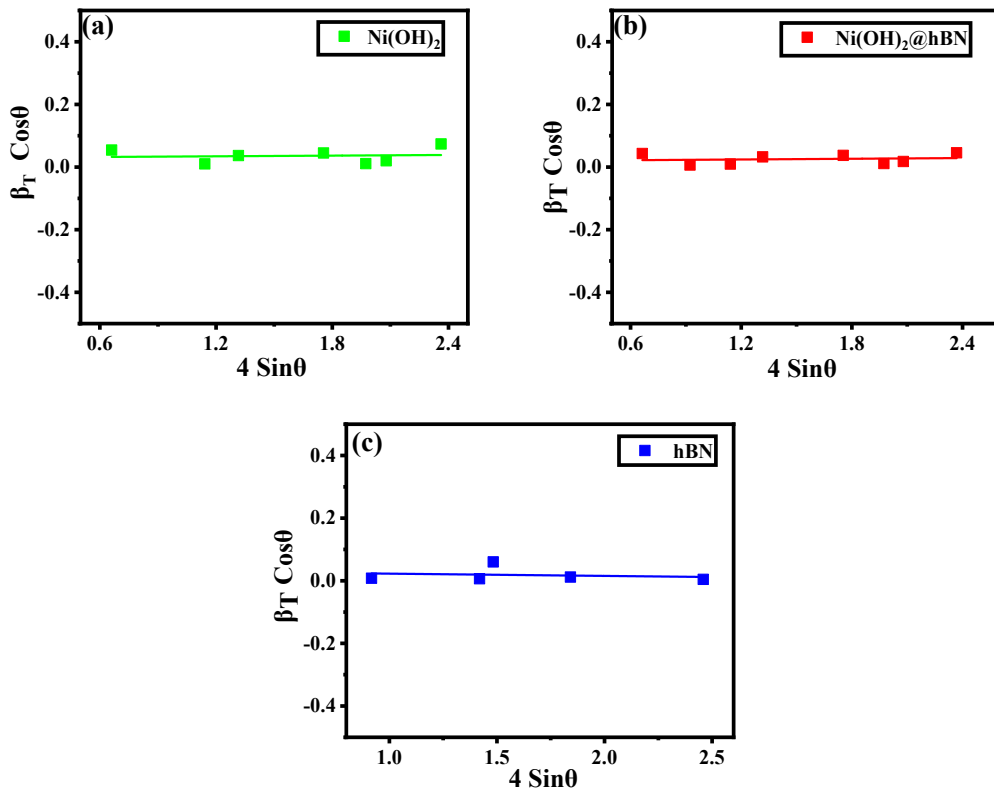 (a)
Ni(OH)₂
0.4
0.2
0.0
-0.2
-0.4
β_T Cosθ
0.6 1.2 1.8 2.4
4 Sinθ
(b)
Ni(OH)₂@hBN
0.4
0.2
0.0
-0.2
-0.4
βT Cosθ
0.6 1.2 1.8 2.4
4 Sinθ
(c)
hBN
0.4
0.2
0.0
-0.2
-0.4
βT Cosθ
1.0 1.5 2.0 2.5
4 Sinθ